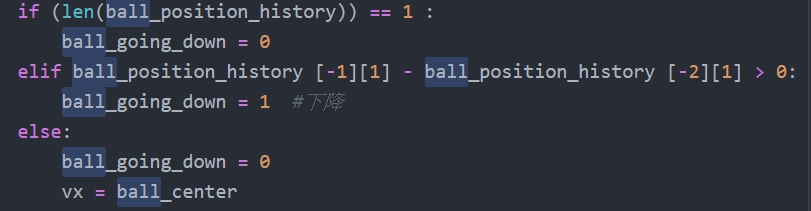 if (len(ball_position_history)) == 1 :
    ball_going_down = 0
elif ball_position_history [-1][1] - ball_position_history [-2][1] > 0:
    ball_going_down = 1  #下降
else:
    ball_going_down = 0
    vx = ball_center